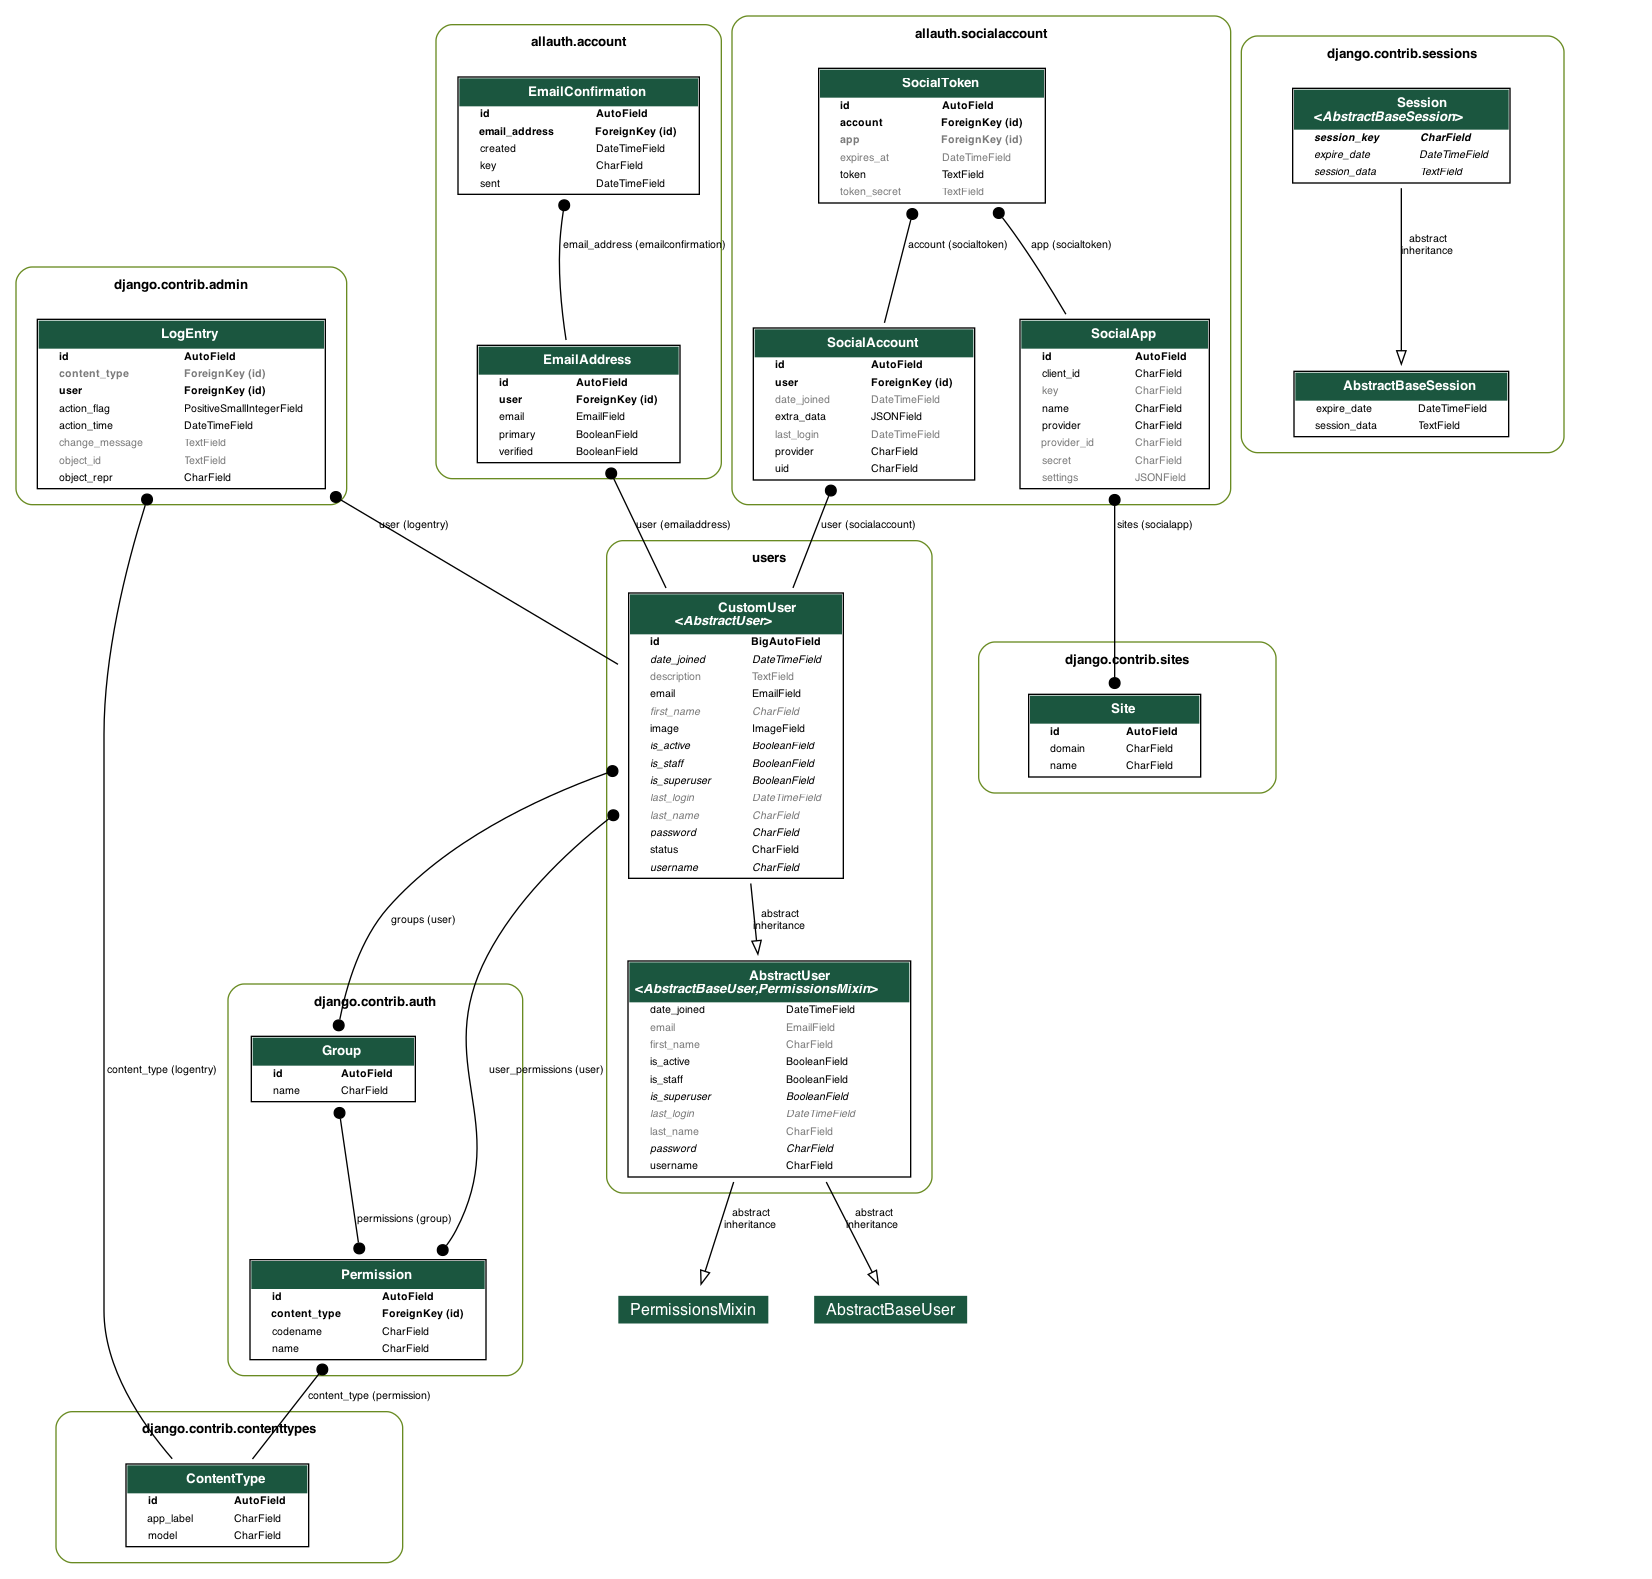 allauth.account
EmailConfirmation
id AutoField
email_address ForeignKey (id)
created DateTimeField
key CharField
sent DateTimeField
email_address (emailconfirmation)
EmailAddress
id AutoField
user ForeignKey (id)
email EmailField
primary BooleanField
verified BooleanField
allauth.socialaccount
SocialToken
id AutoField
account ForeignKey (id)
app ForeignKey (id)
expires_at DateTimeField
token TextField
token_secret TextField
account (socialtoken)
app (socialtoken)
SocialAccount
id AutoField
user ForeignKey (id)
date_joined DateTimeField
extra_data JSONField
last_login DateTimeField
provider CharField
uid CharField
SocialApp
id AutoField
client_id CharField
key CharField
name CharField
provider CharField
provider_id CharField
secret CharField
settings JSONField
django.contrib.sessions
Session
<AbstractBaseSession>
session_key CharField
expire_date DateTimeField
session_data TextField
abstract
inheritance
AbstractBaseSession
expire_date DateTimeField
session_data TextField
django.contrib.admin
LogEntry
id AutoField
content_type ForeignKey (id)
user ForeignKey (id)
action_flag PositiveSmallIntegerField
action_time DateTimeField
change_message TextField
object_id TextField
object_repr CharField
user (logentry)
user (emailaddress)
user (socialaccount)
sites (socialapp)
users
CustomUser
<AbstractUser>
id BigAutoField
date_joined DateTimeField
description TextField
email EmailField
first_name CharField
image ImageField
is_active BooleanField
is_staff BooleanField
is_superuser BooleanField
last_login DateTimeField
last_name CharField
password CharField
status CharField
username CharField
abstract
inheritance
AbstractUser
<AbstractBaseUser,PermissionsMixin>
date_joined DateTimeField
email EmailField
first_name CharField
is_active BooleanField
is_staff BooleanField
is_superuser BooleanField
last_login DateTimeField
last_name CharField
password CharField
username CharField
abstract
inheritance
abstract
inheritance
PermissionsMixin
AbstractBaseUser
django.contrib.sites
Site
id AutoField
domain CharField
name CharField
groups (user)
django.contrib.auth
Group
id AutoField
name CharField
content_type (logentry)
user_permissions (user)
permissions (group)
Permission
id AutoField
content_type ForeignKey (id)
codename CharField
name CharField
content_type (permission)
django.contrib.contenttypes
ContentType
id AutoField
app_label CharField
model CharField